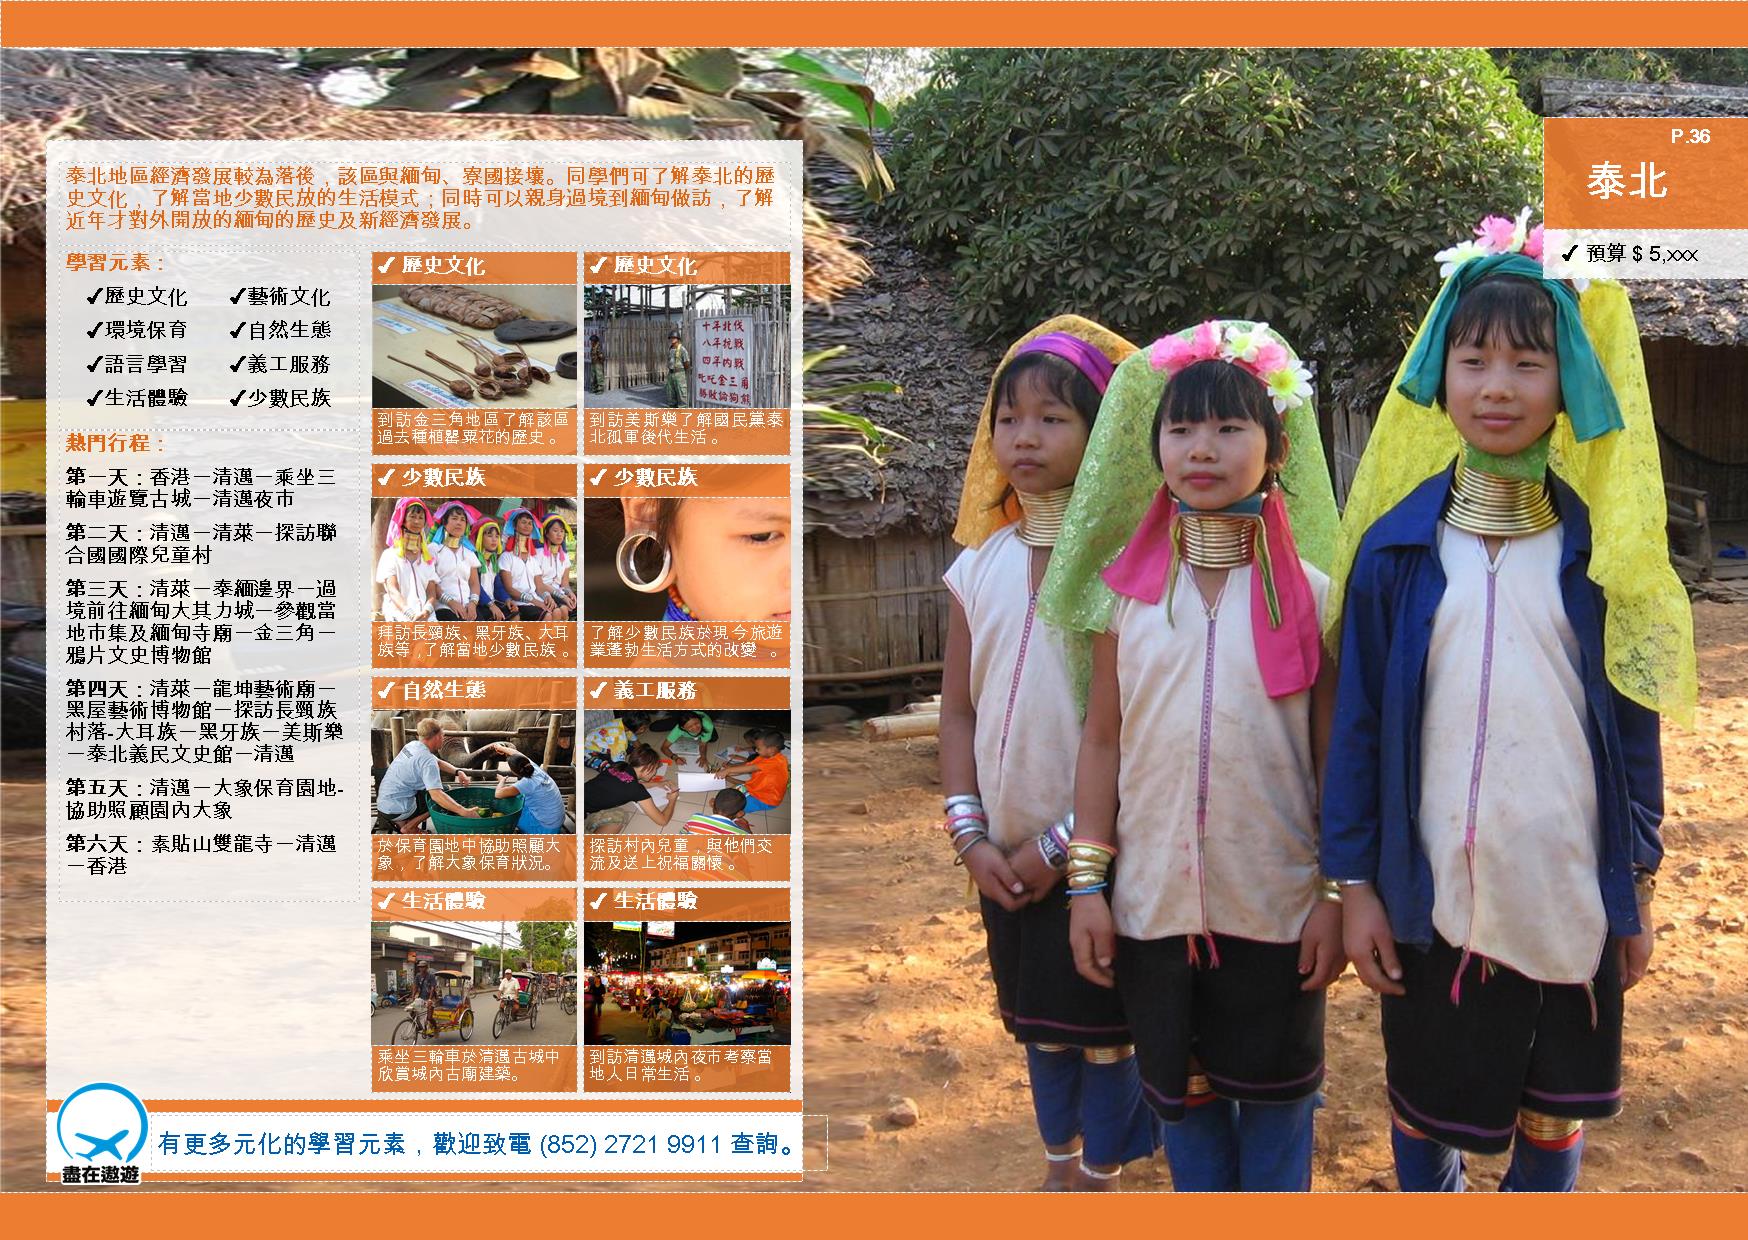 P.36
泰北
✓ 預算 $ 5,xxx
泰北地區經濟發展較為落後，該區與緬甸、寮國接壤。同學們可了解泰北的歷
史文化，了解當地少數民放的生活模式；同時可以親身過境到緬甸做訪，了解
近年才對外開放的緬甸的歷史及新經濟發展。
學習元素：
✓歷史文化 ✓藝術文化
✓環境保育 ✓自然生態
✓語言學習 ✓義工服務
✓生活體驗 ✓少數民族
熱門行程：
第一天：香港－清邁－乘坐三
輪車遊覽古城－清邁夜市
第二天：清邁－清萊－探訪聯
合國國際兒童村
第三天：清萊－泰緬邊界－過
境前往緬甸大其力城－參觀當
地市集及緬甸寺廟－金三角－
鴉片文史博物館
第四天：清萊－龍坤藝術廟－
黑屋藝術博物館－探訪長頸族
村落-大耳族－黑牙族－美斯樂
－泰北義民文史館－清邁
第五天：清邁－大象保育園地-
協助照顧園內大象
第六天：素貼山雙龍寺－清邁
－香港
✓ 歷史文化
到訪金三角地區了解該區
過去種植罌粟花的歷史。
✓ 歷史文化
十年北伐
八年抗戰
四年內戰
叱吒金三角
勝敗論狗熊
到訪美斯樂了解國民黨泰
北孤軍後代生活。
✓ 少數民族
拜訪長頸族、黑牙族、大耳
族等，了解當地少數民族。
✓ 少數民族
了解少數民族於現今旅遊
業蓬勃生活方式的改變 。
✓ 自然生態
於保育園地中協助照顧大
象，了解大象保育狀況。
✓ 義工服務
探訪村內兒童，與他們交
流及送上祝福關懷。
✓ 生活體驗
乘坐三輪車於清邁古城中
欣賞城內古廟建築。
✓ 生活體驗
到訪清邁城內夜市考察當
地人日常生活。
盡在遨遊
有更多元化的學習元素，歡迎致電 (852) 2721 9911 查詢。